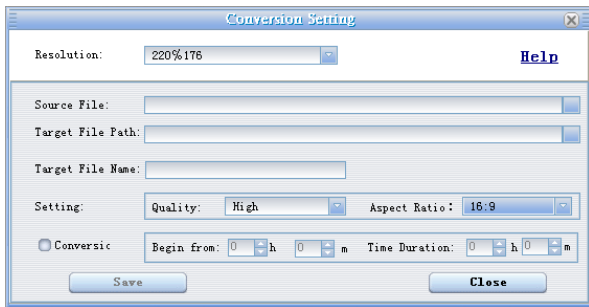 Conversion Setting
Resolution: 220%176 Help
Source File:
Target File Path:
Target File Name:
Setting: Quality: High Aspect Ratio: 16:9
Conversic Begin from: 0 h 0 m Time Duration: 0 h 0 m
Save Close